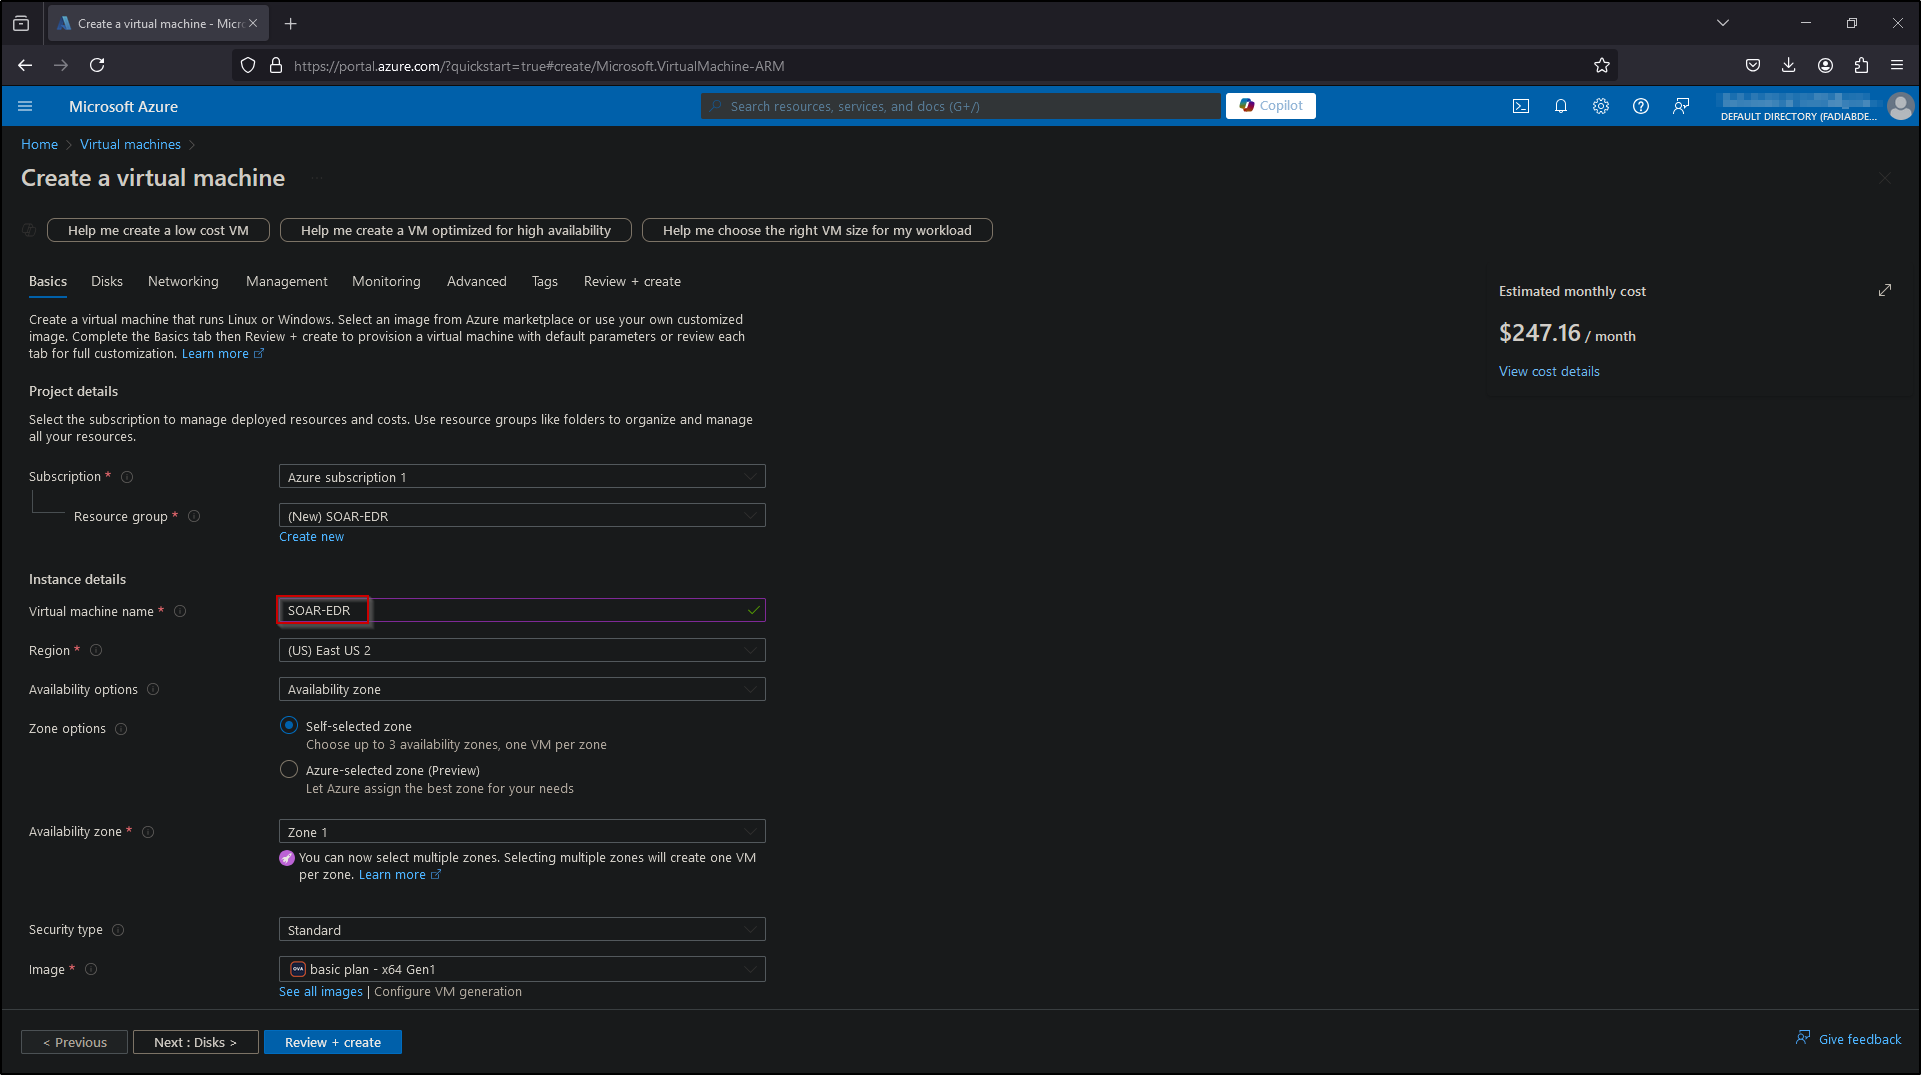 Create a virtual machine - Micr
https://portal.azure.com/?quickstart=true#create/Microsoft.VirtualMachine-ARM
Microsoft Azure
Search resources, services, and docs (G+/)
Copilot
DEFAULT DIRECTORY (FADIABDE...
Home > Virtual machines >
Create a virtual machine ...
Help me create a low cost VM
Help me create a VM optimized for high availability
Help me choose the right VM size for my workload
Basics Disks Networking Management Monitoring Advanced Tags Review + create
Create a virtual machine that runs Linux or Windows. Select an image from Azure marketplace or use your own customized
image. Complete the Basics tab then Review + create to provision a virtual machine with default parameters or review each
tab for full customization. Learn more
Project details
Select the subscription to manage deployed resources and costs. Use resource groups like folders to organize and manage
all your resources.
Subscription *
Azure subscription 1
Resource group *
(New) SOAR-EDR
Create new
Instance details
Virtual machine name *
SOAR-EDR
Region *
(US) East US 2
Availability options
Availability zone
Zone options
Self-selected zone
Choose up to 3 availability zones, one VM per zone
Azure-selected zone (Preview)
Let Azure assign the best zone for your needs
Availability zone *
Zone 1
You can now select multiple zones. Selecting multiple zones will create one VM
per zone. Learn more
Security type
Standard
Image *
OVA basic plan - x64 Gen1
See all images | Configure VM generation
Estimated monthly cost
$247.16 / month
View cost details
< Previous
Next : Disks >
Review + create
Give feedback